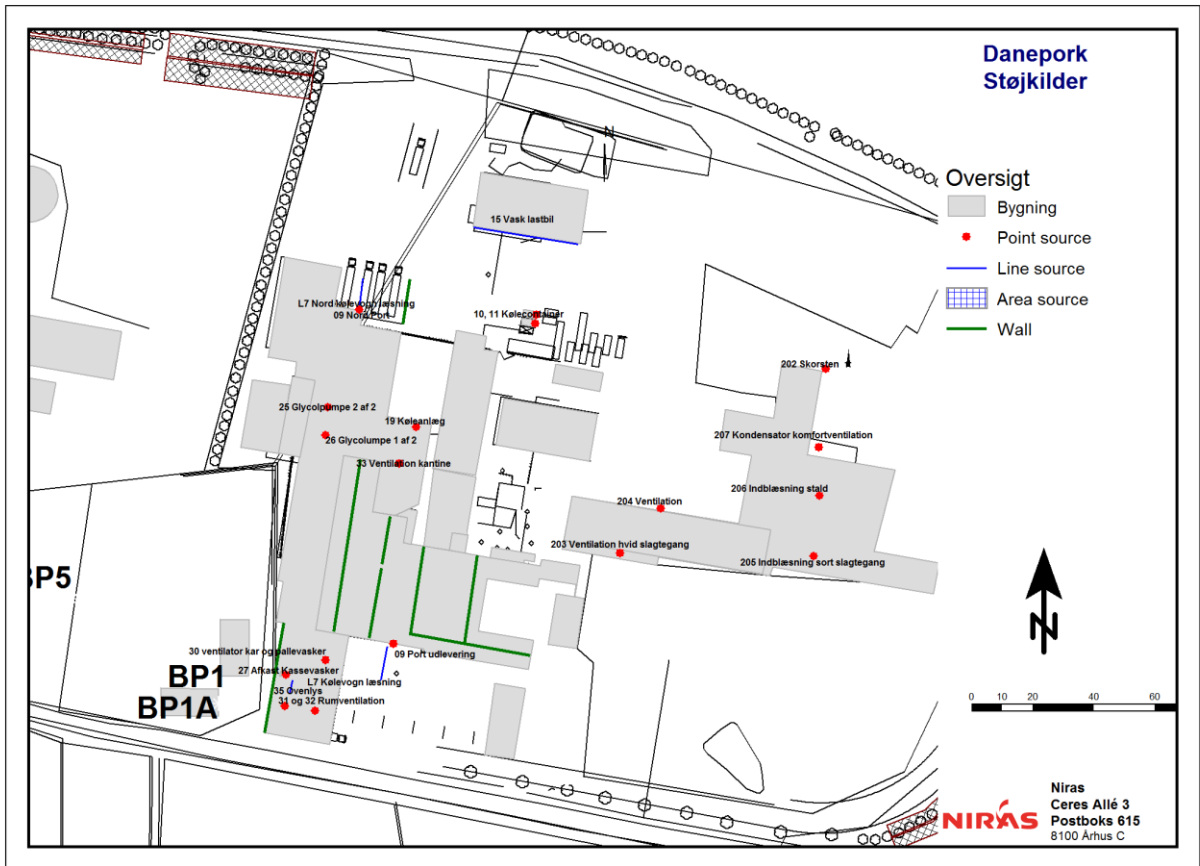 Danepork
Støjkilder
Oversigt
Bygning
Point source
Line source
Area source
Wall
15 Vask lastbil
L7 Nord kølevogn læsning
09 Nord Port
10, 11 Kølecontainer
202 Skorsten
25 Glycolpumpe 2 af 2
19 Køleanlæg
26 Glycolumpe 1 af 2
207 Kondensator komfortventilation
33 Ventilation kantine
206 Indblæsning stald
204 Ventilation
203 Ventilation hvid slagtegang
205 Indblæsning sort slagtegang
BP5
30 ventilator kar og pallevasker
09 Port udlevering
27 Afkast Kassevasker
BP1
L7 Kølevogn læsning
35 Ovenlys
BP1A
31 og 32 Rumventilation
N
0 10 20 40 60
NIRÁS
Niras
Ceres Allé 3
Postboks 615
8100 Århus C